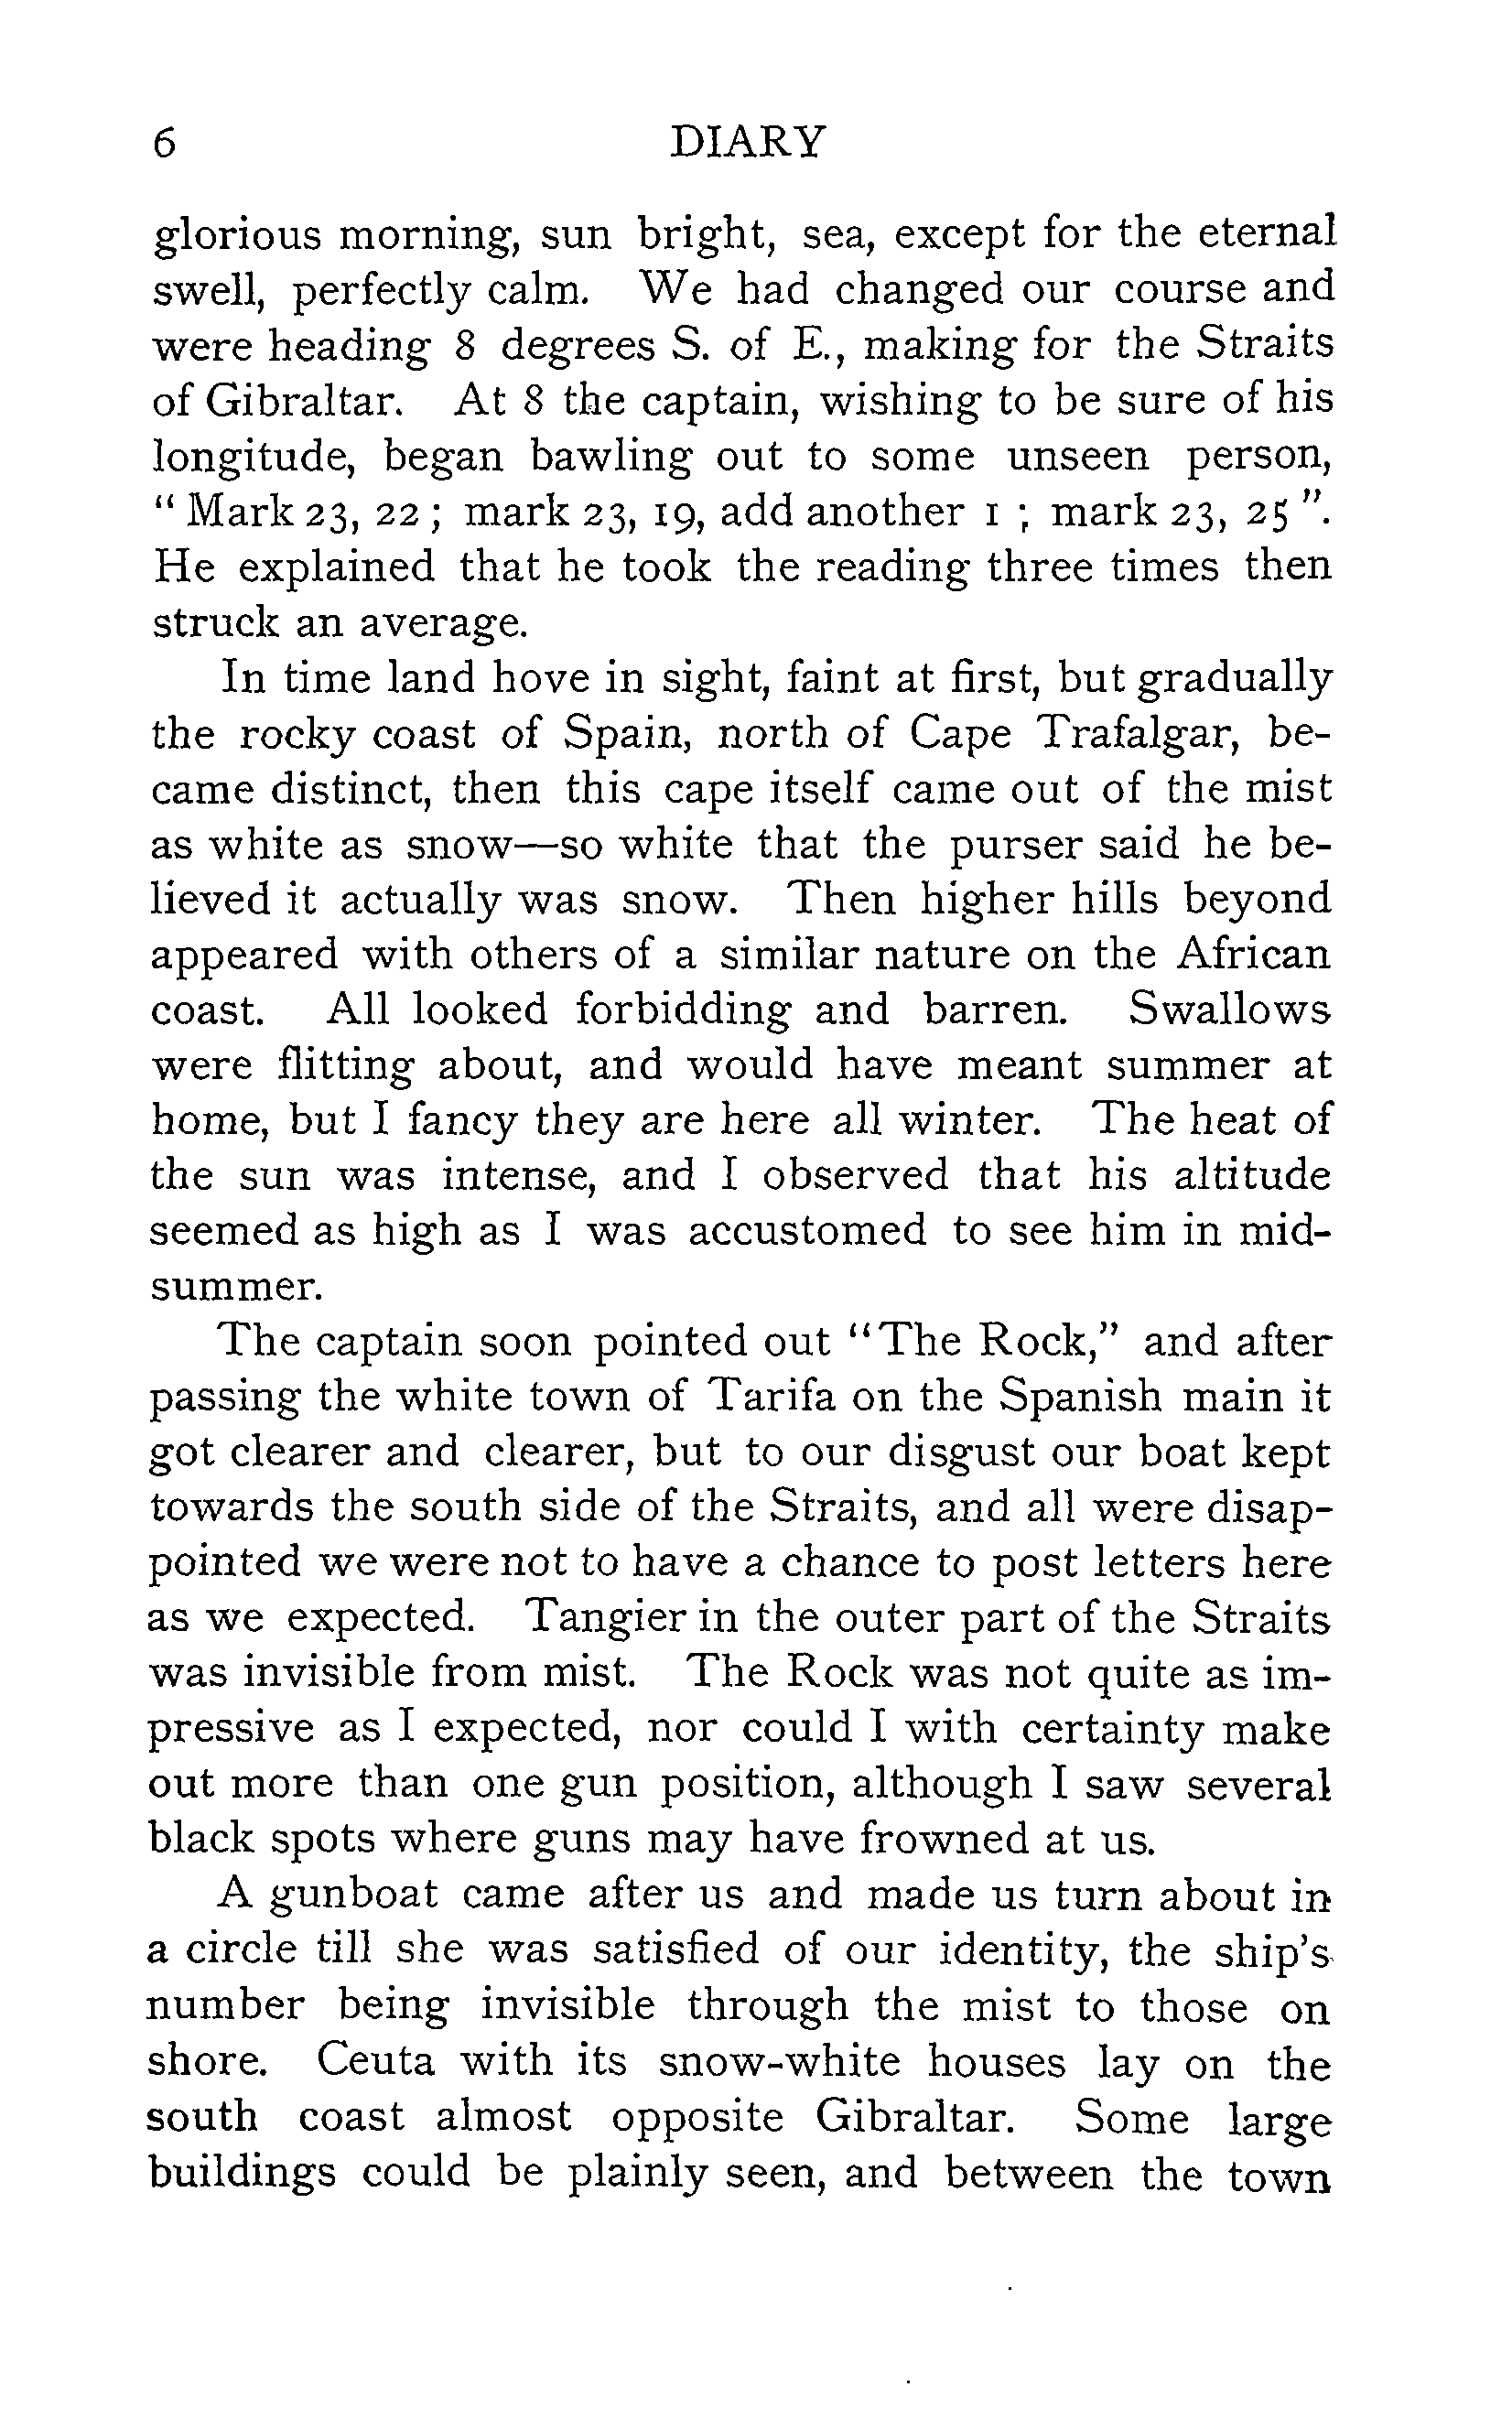 6 DIARY
glorious morning, sun bright, sea, except for the eternal
swell, perfectly calm. We had changed our course and
were heading 8 degrees S. of E., making for the Straits
of Gibraltar. At 8 the captain, wishing to be sure of his
longitude, began bawling out to some unseen person,
“ Mark 23, 22 ; mark 23, 19, add another 1 ; mark 23, 25 ”.
He explained that he took the reading three times then
struck an average.
In time land hove in sight, faint at first, but gradually
the rocky coast of Spain, north of Cape Trafalgar, be-
came distinct, then this cape itself came out of the mist
as white as snow—so white that the purser said he be-
lieved it actually was snow. Then higher hills beyond
appeared with others of a similar nature on the African
coast. All looked forbidding and barren. Swallows
were flitting about, and would have meant summer at
home, but I fancy they are here all winter. The heat of
the sun was intense, and I observed that his altitude
seemed as high as I was accustomed to see him in mid-
summer.
The captain soon pointed out “The Rock,” and after
passing the white town of Tarifa on the Spanish main it
got clearer and clearer, but to our disgust our boat kept
towards the south side of the Straits, and all were disap-
pointed we were not to have a chance to post letters here
as we expected. Tangier in the outer part of the Straits
was invisible from mist. The Rock was not quite as im-
pressive as I expected, nor could I with certainty make
out more than one gun position, although I saw several
black spots where guns may have frowned at us.
A gunboat came after us and made us turn about in
a circle till she was satisfied of our identity, the ship’s
number being invisible through the mist to those on
shore. Ceuta with its snow-white houses lay on the
south coast almost opposite Gibraltar. Some large
buildings could be plainly seen, and between the town